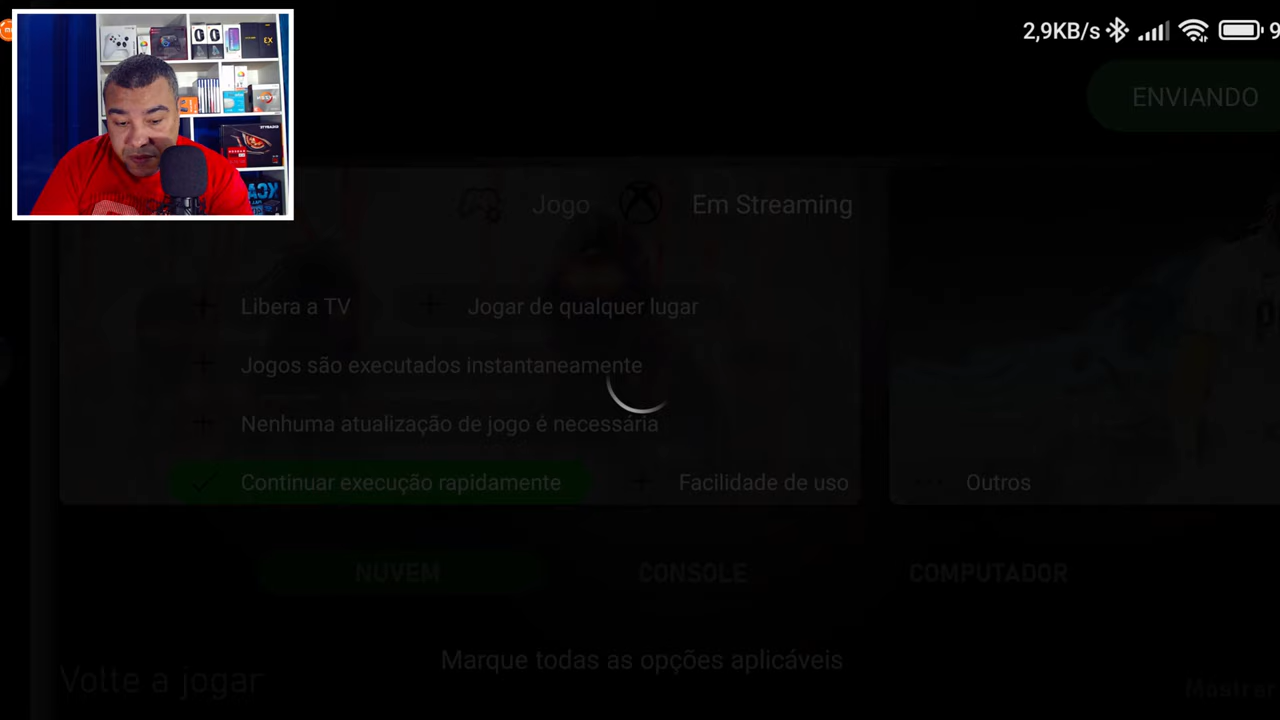 2,9KB/s
ENVIANDO
Jogo
Em Streaming
Libera a TV
Jogar de qualquer lugar
Jogos são executados instantaneamente
Nenhuma atualização de jogo é necessária
Continuar execução rapidamente
Facilidade de uso
Outros
NUVEM
CONSOLE
COMPUTADOR
Marque todas as opções aplicáveis
Volte a jogar
Mostrar